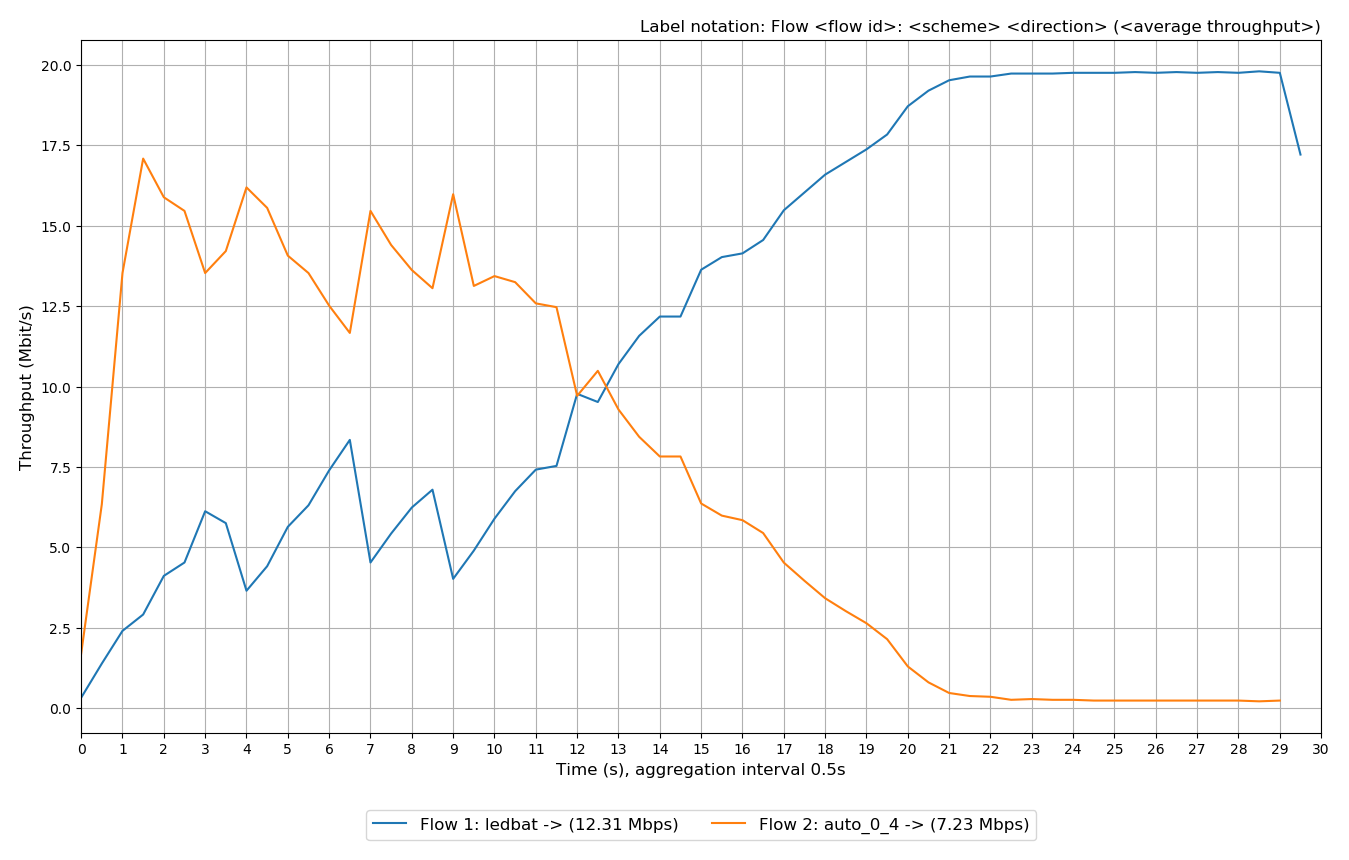 Label notation: Flow <flow id>: <scheme> <direction> (<average throughput>)
Throughput (Mbit/s)
20.0
17.5
15.0
12.5
10.0
7.5
5.0
2.5
0.0
0 1 2 3 4 5 6 7 8 9 10 11 12 13 14 15 16 17 18 19 20 21 22 23 24 25 26 27 28 29 30
Time (s), aggregation interval 0.5s
Flow 1: ledbat -> (12.31 Mbps) Flow 2: auto_0_4 -> (7.23 Mbps)